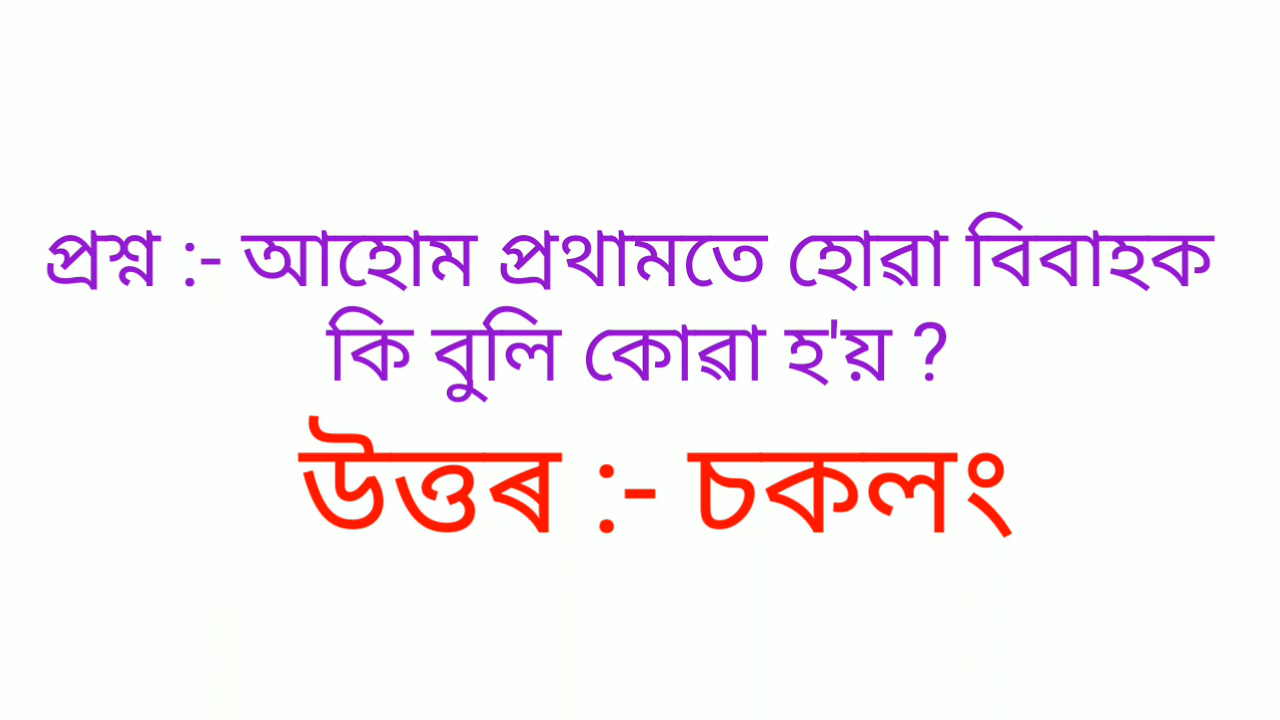 প্ৰশ্ন :- আহোম প্ৰথামতে হোৱা বিবাহক
কি বুলি কোৱা হ'য় ?
উত্তৰ :- চকলং